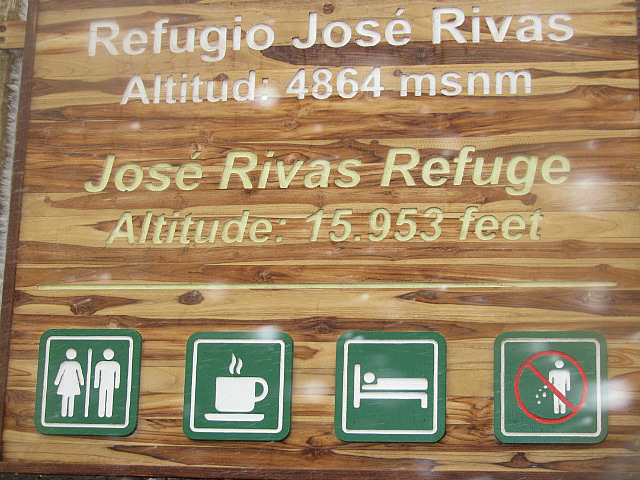 Refugio José Rivas
Altitud: 4864 msnm
José Rivas Refuge
Altitude: 15.953 feet